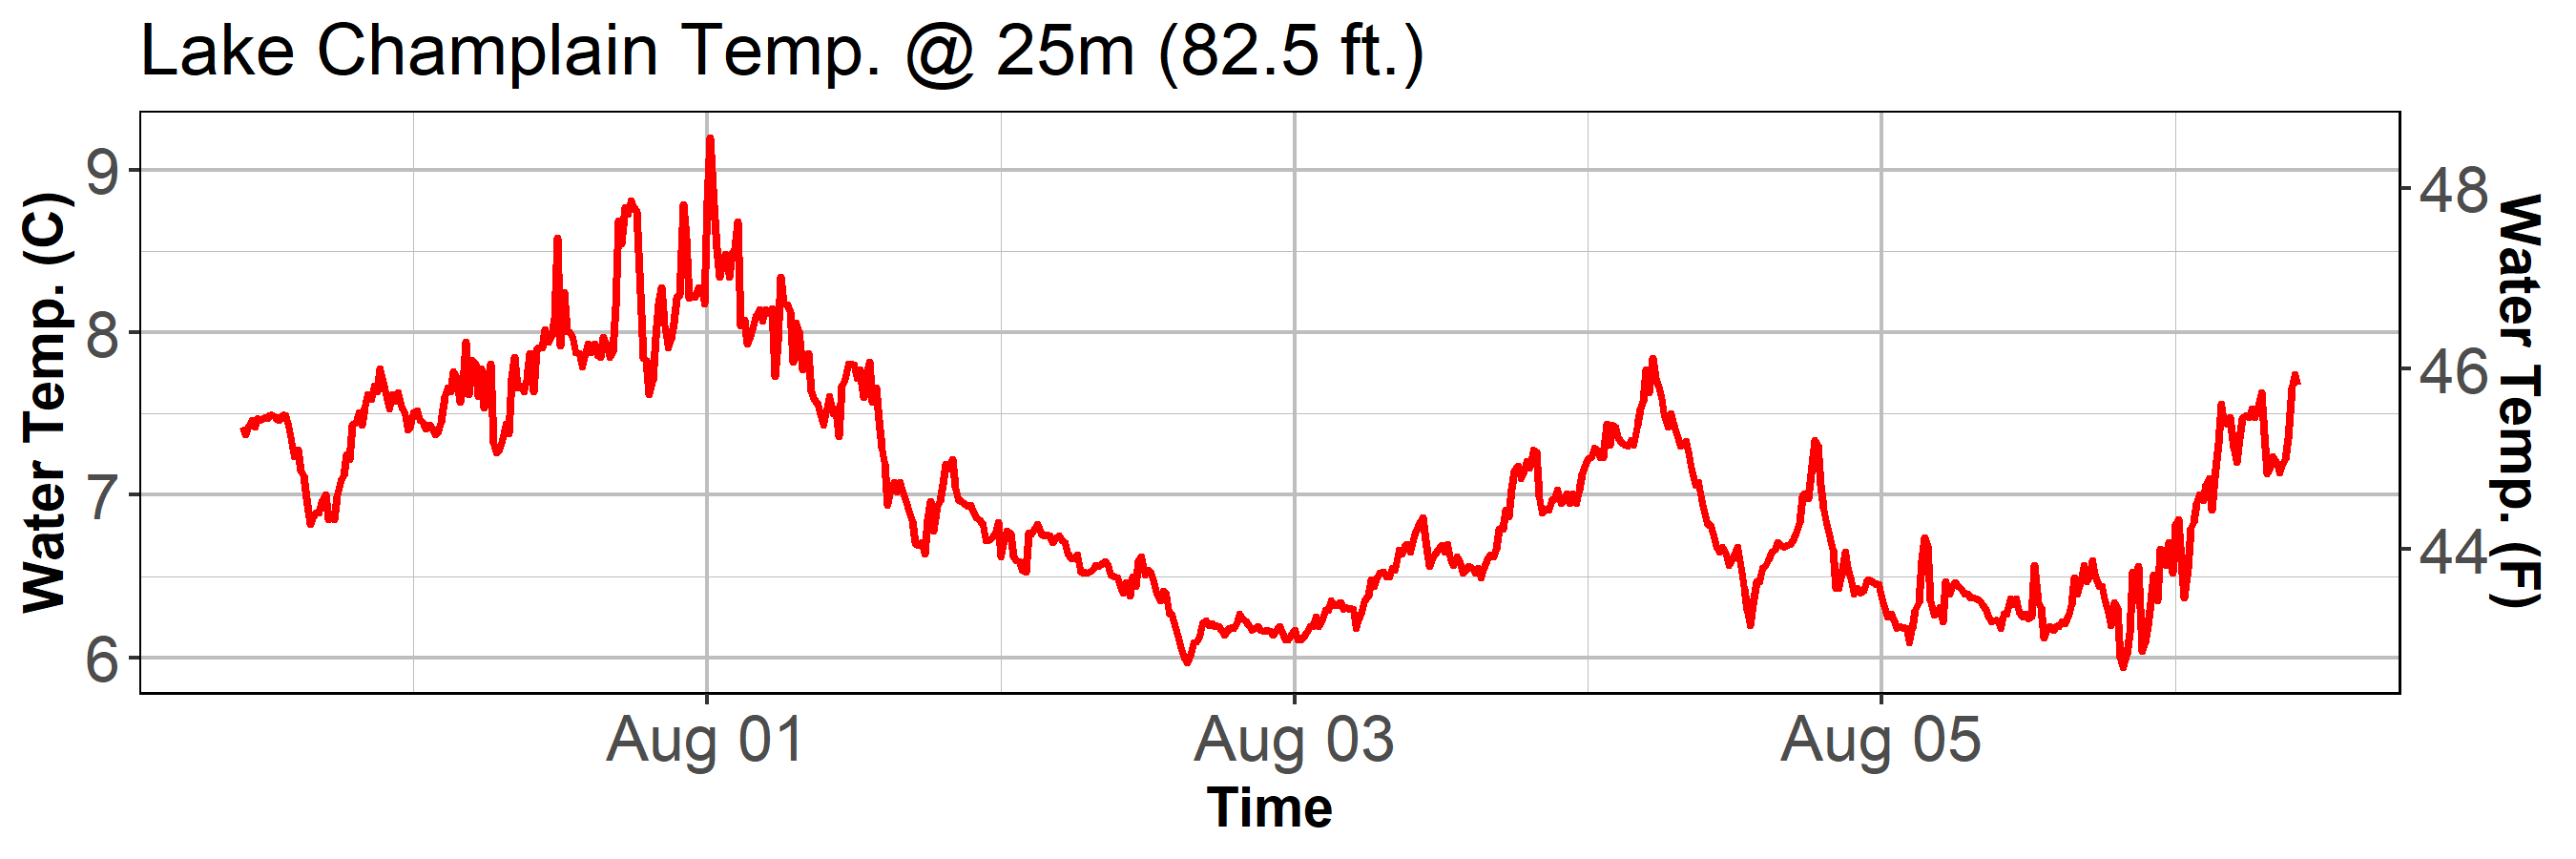 Lake Champlain Temp. @ 25m (82.5 ft.)
Water Temp. (C)
9
8
7
6
48
46
44
Water Temp. (F)
Aug 01
Aug 03
Aug 05
Time